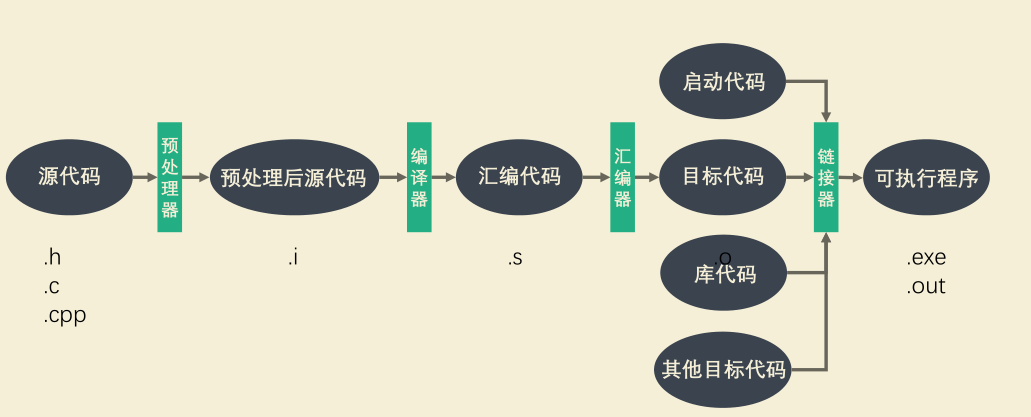 启动代码
源代码
预处理器
预处理后源代码
编译器
汇编代码
汇编器
目标代码
链接器
可执行程序
.h
.c
.cpp
.i
.s
.o
库代码
.exe
.out
其他目标代码